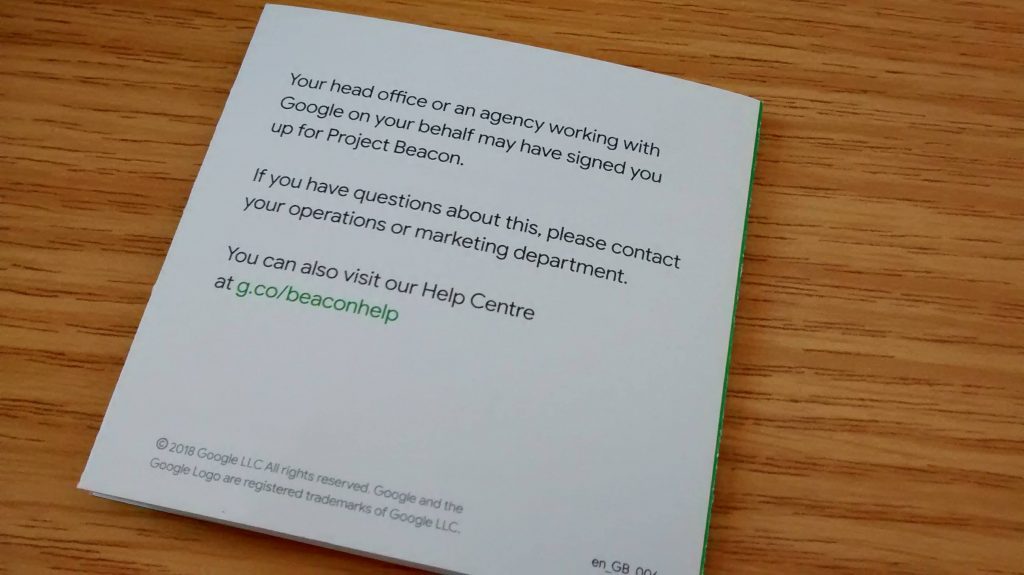 Your head office or an agency working with
Google on your behalf may have signed you
up for Project Beacon.
If you have questions about this, please contact
your operations or marketing department.
You can also visit our Help Centre
at g.co/beaconhelp
© 2018 Google LLC All rights reserved. Google and the
Google Logo are registered trademarks of Google LLC.
en_GB